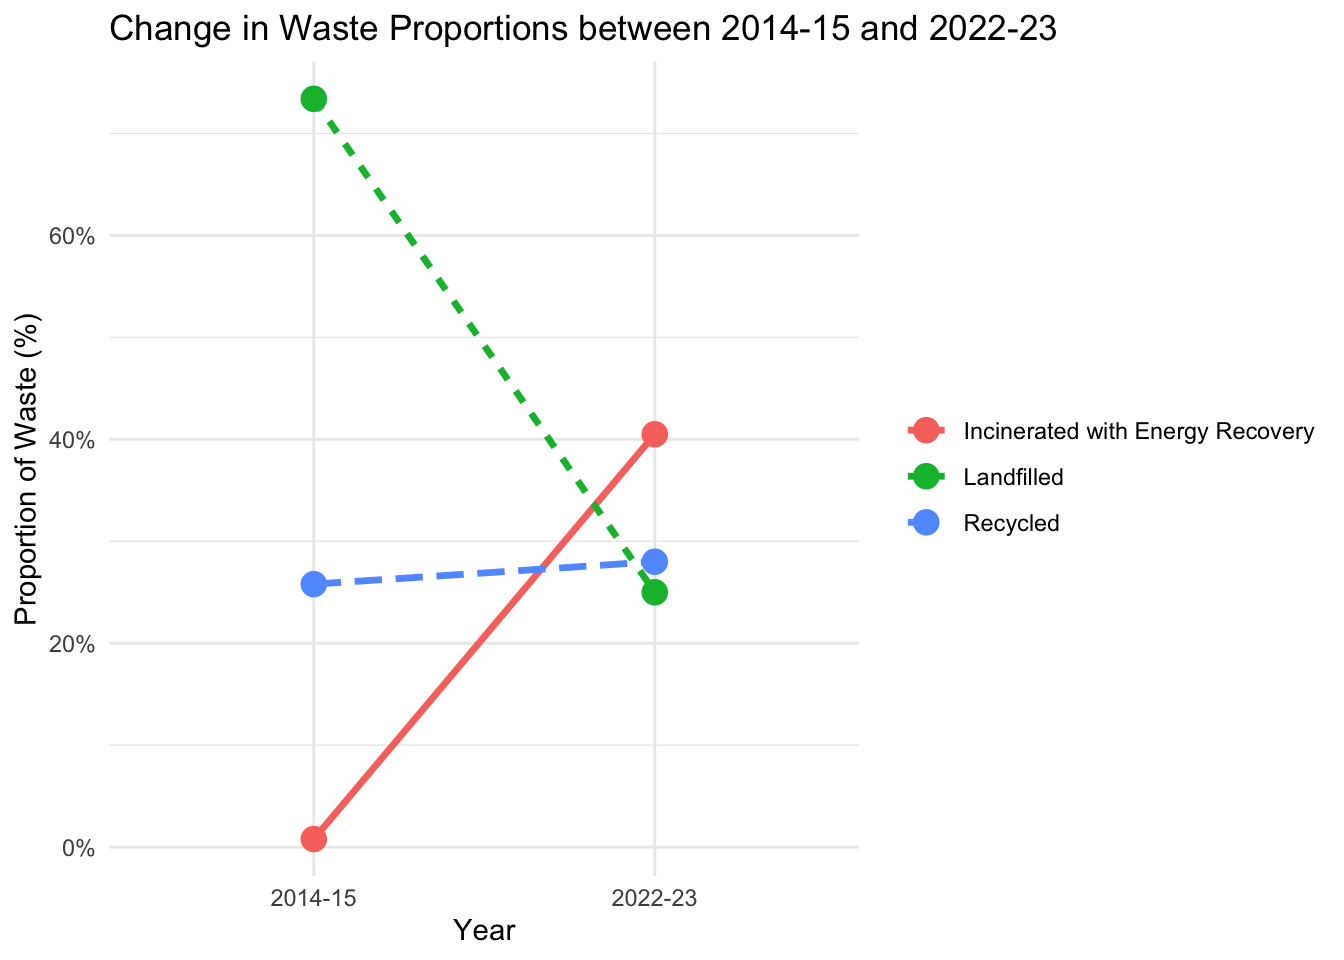 Change in Waste Proportions between 2014-15 and 2022-23
Proportion of Waste (%)
60%
40%
20%
0%
2014-15
2022-23
Year
Incinerated with Energy Recovery
Landfilled
Recycled